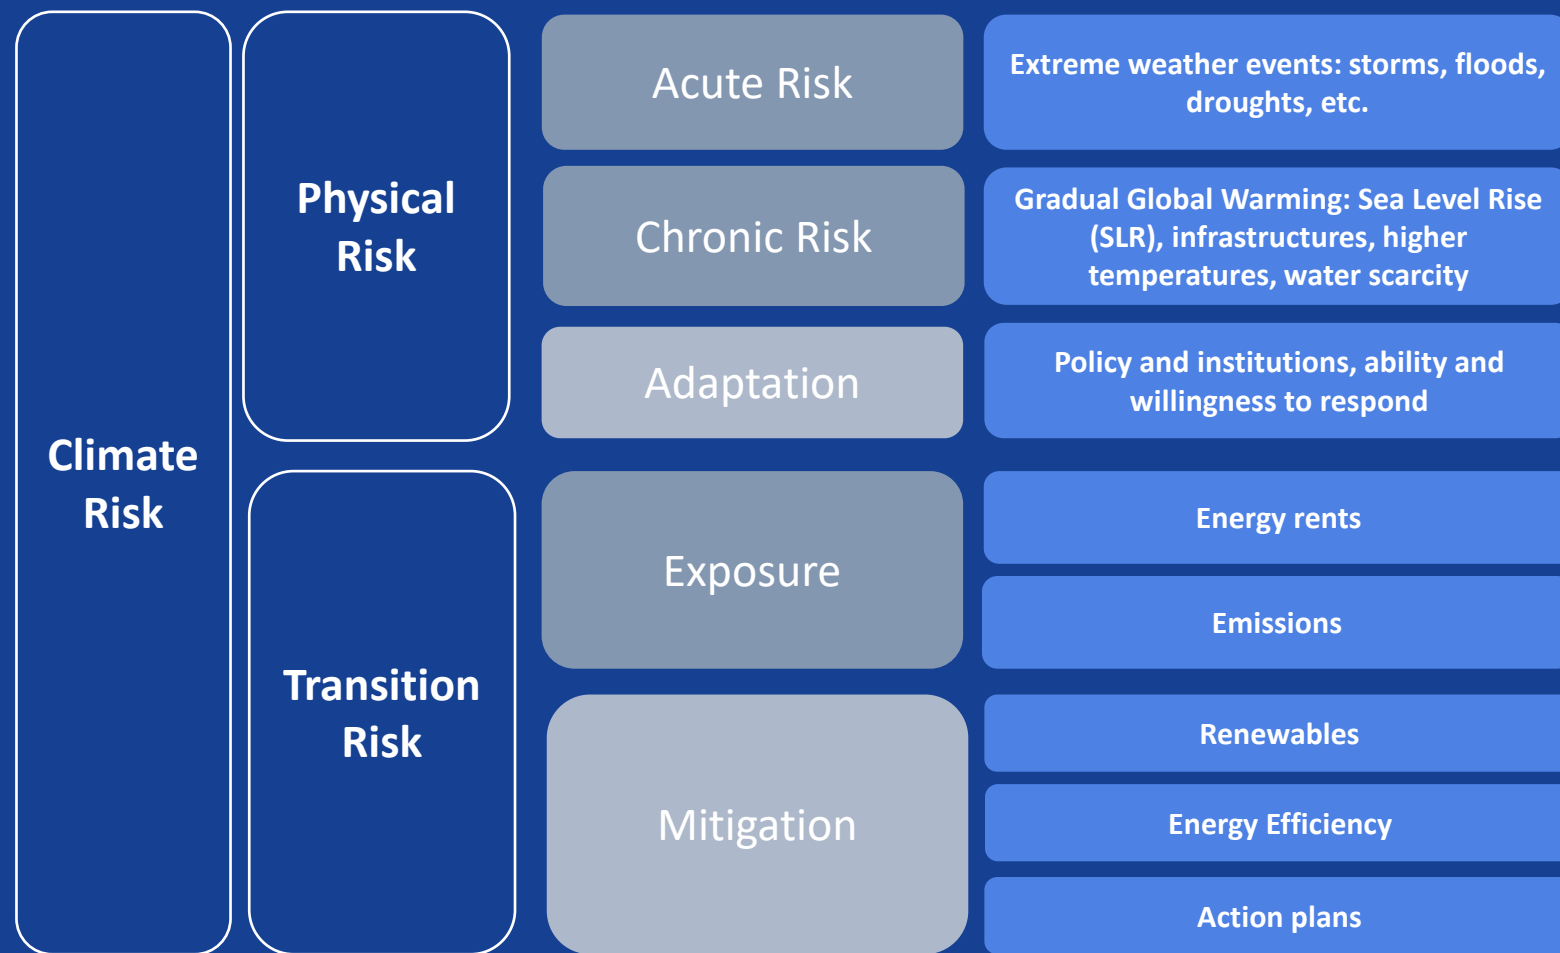 Climate
Risk
Physical
Risk
Acute Risk
Extreme weather events: storms, floods,
droughts, etc.
Chronic Risk
Gradual Global Warming: Sea Level Rise
(SLR), infrastructures, higher
temperatures, water scarcity
Adaptation
Policy and institutions, ability and
willingness to respond
Transition
Risk
Exposure
Energy rents
Emissions
Mitigation
Renewables
Energy Efficiency
Action plans